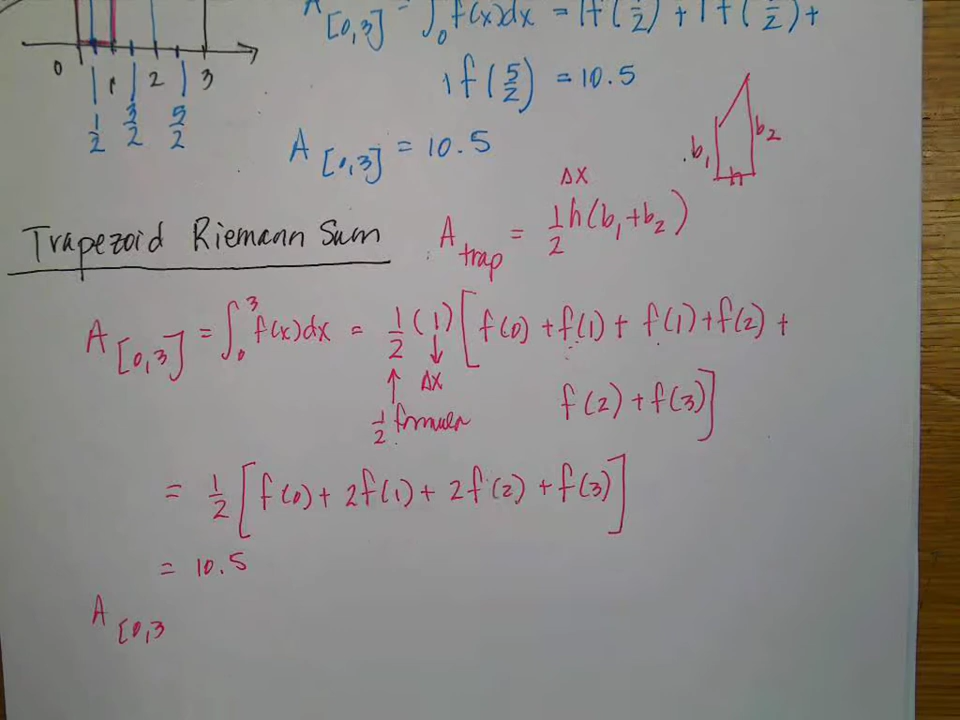 A[0,3] = ∫₀ f(x)dx = 1f(1/2) + 1f(3/2) +
1f(5/2) = 10.5
0 1/2 1 3/2 2 5/2 3
A[0,3] = 10.5
b₁ h b₂
Δx
Trapezoid Riemann Sum
A trap = 1/2 h(b₁+b₂)
A[0,3] = ∫₀³ f(x)dx = 1/2 (1) [f(0) + f(1) + f(1) + f(2) +
Δx
f(2) + f(3)]
1/2 formula
= 1/2 [f(0) + 2f(1) + 2f(2) + f(3)]
= 10.5
A[0,3